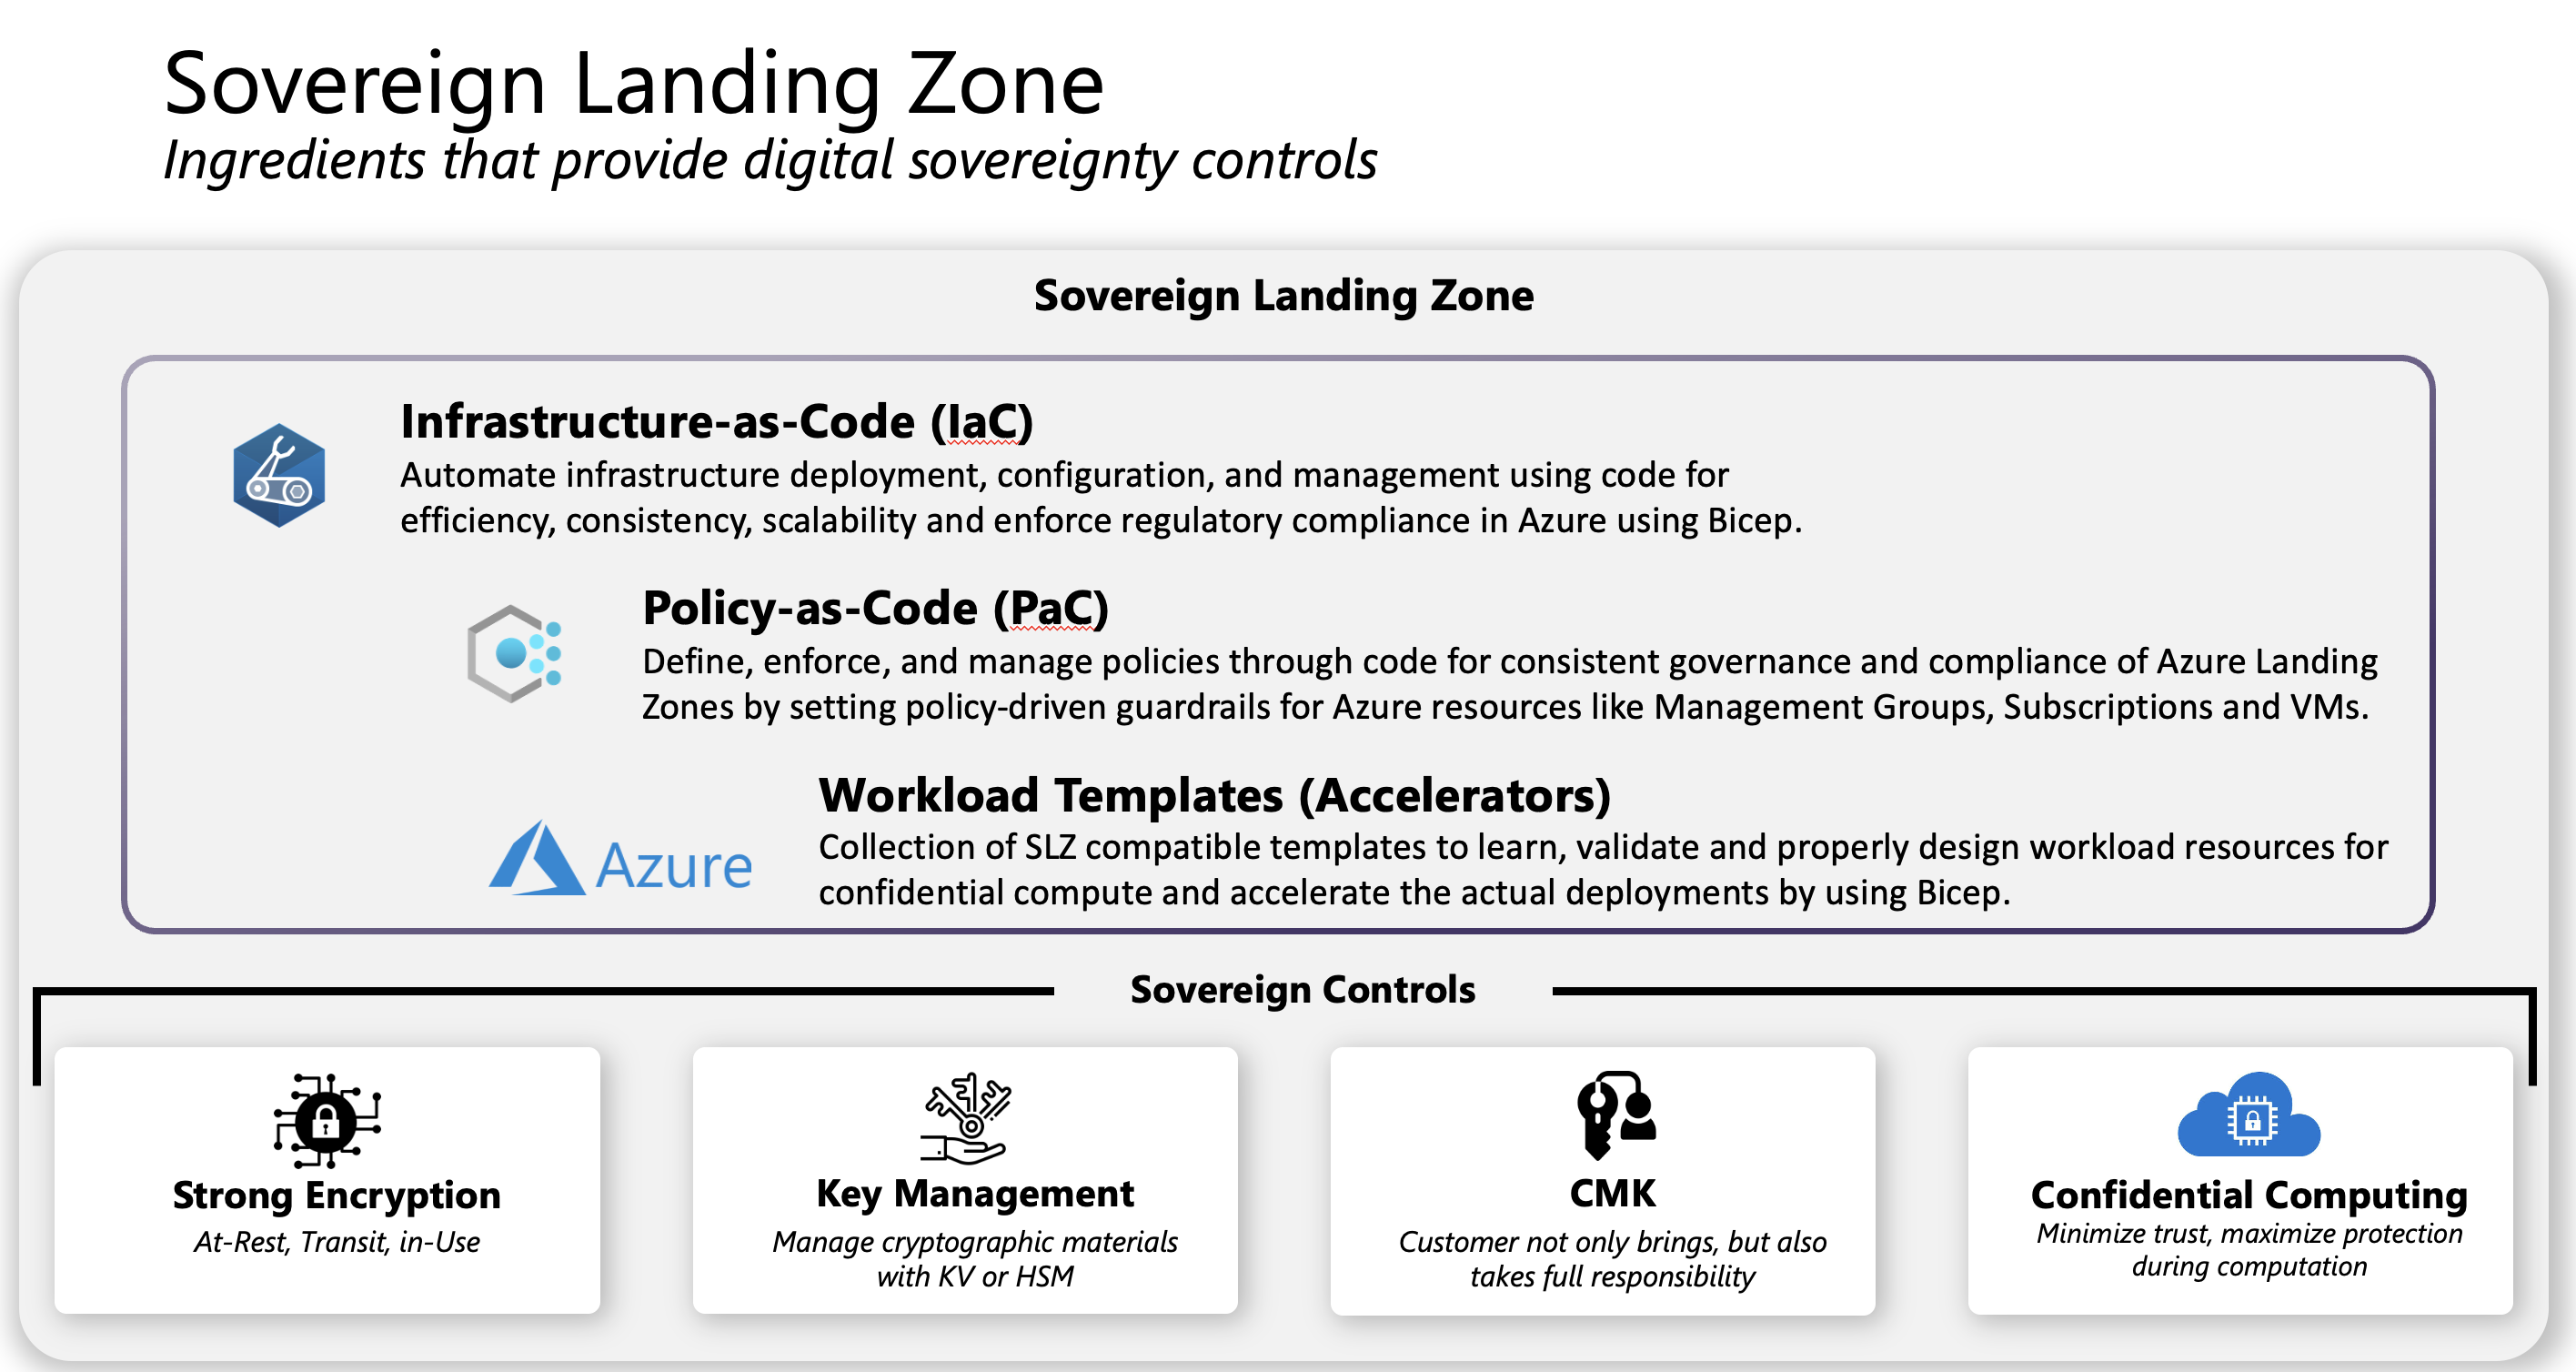 Sovereign Landing Zone
Ingredients that provide digital sovereignty controls
Sovereign Landing Zone
Infrastructure-as-Code (IaC)
Automate infrastructure deployment, configuration, and management using code for
efficiency, consistency, scalability and enforce regulatory compliance in Azure using Bicep.
Policy-as-Code (PaC)
Define, enforce, and manage policies through code for consistent governance and compliance of Azure Landing
Zones by setting policy-driven guardrails for Azure resources like Management Groups, Subscriptions and VMs.
Azure
Workload Templates (Accelerators)
Collection of SLZ compatible templates to learn, validate and properly design workload resources for
confidential compute and accelerate the actual deployments by using Bicep.
Sovereign Controls
Strong Encryption
At-Rest, Transit, in-Use
Key Management
Manage cryptographic materials
with KV or HSM
CMK
Customer not only brings, but also
takes full responsibility
Confidential Computing
Minimize trust, maximize protection
during computation